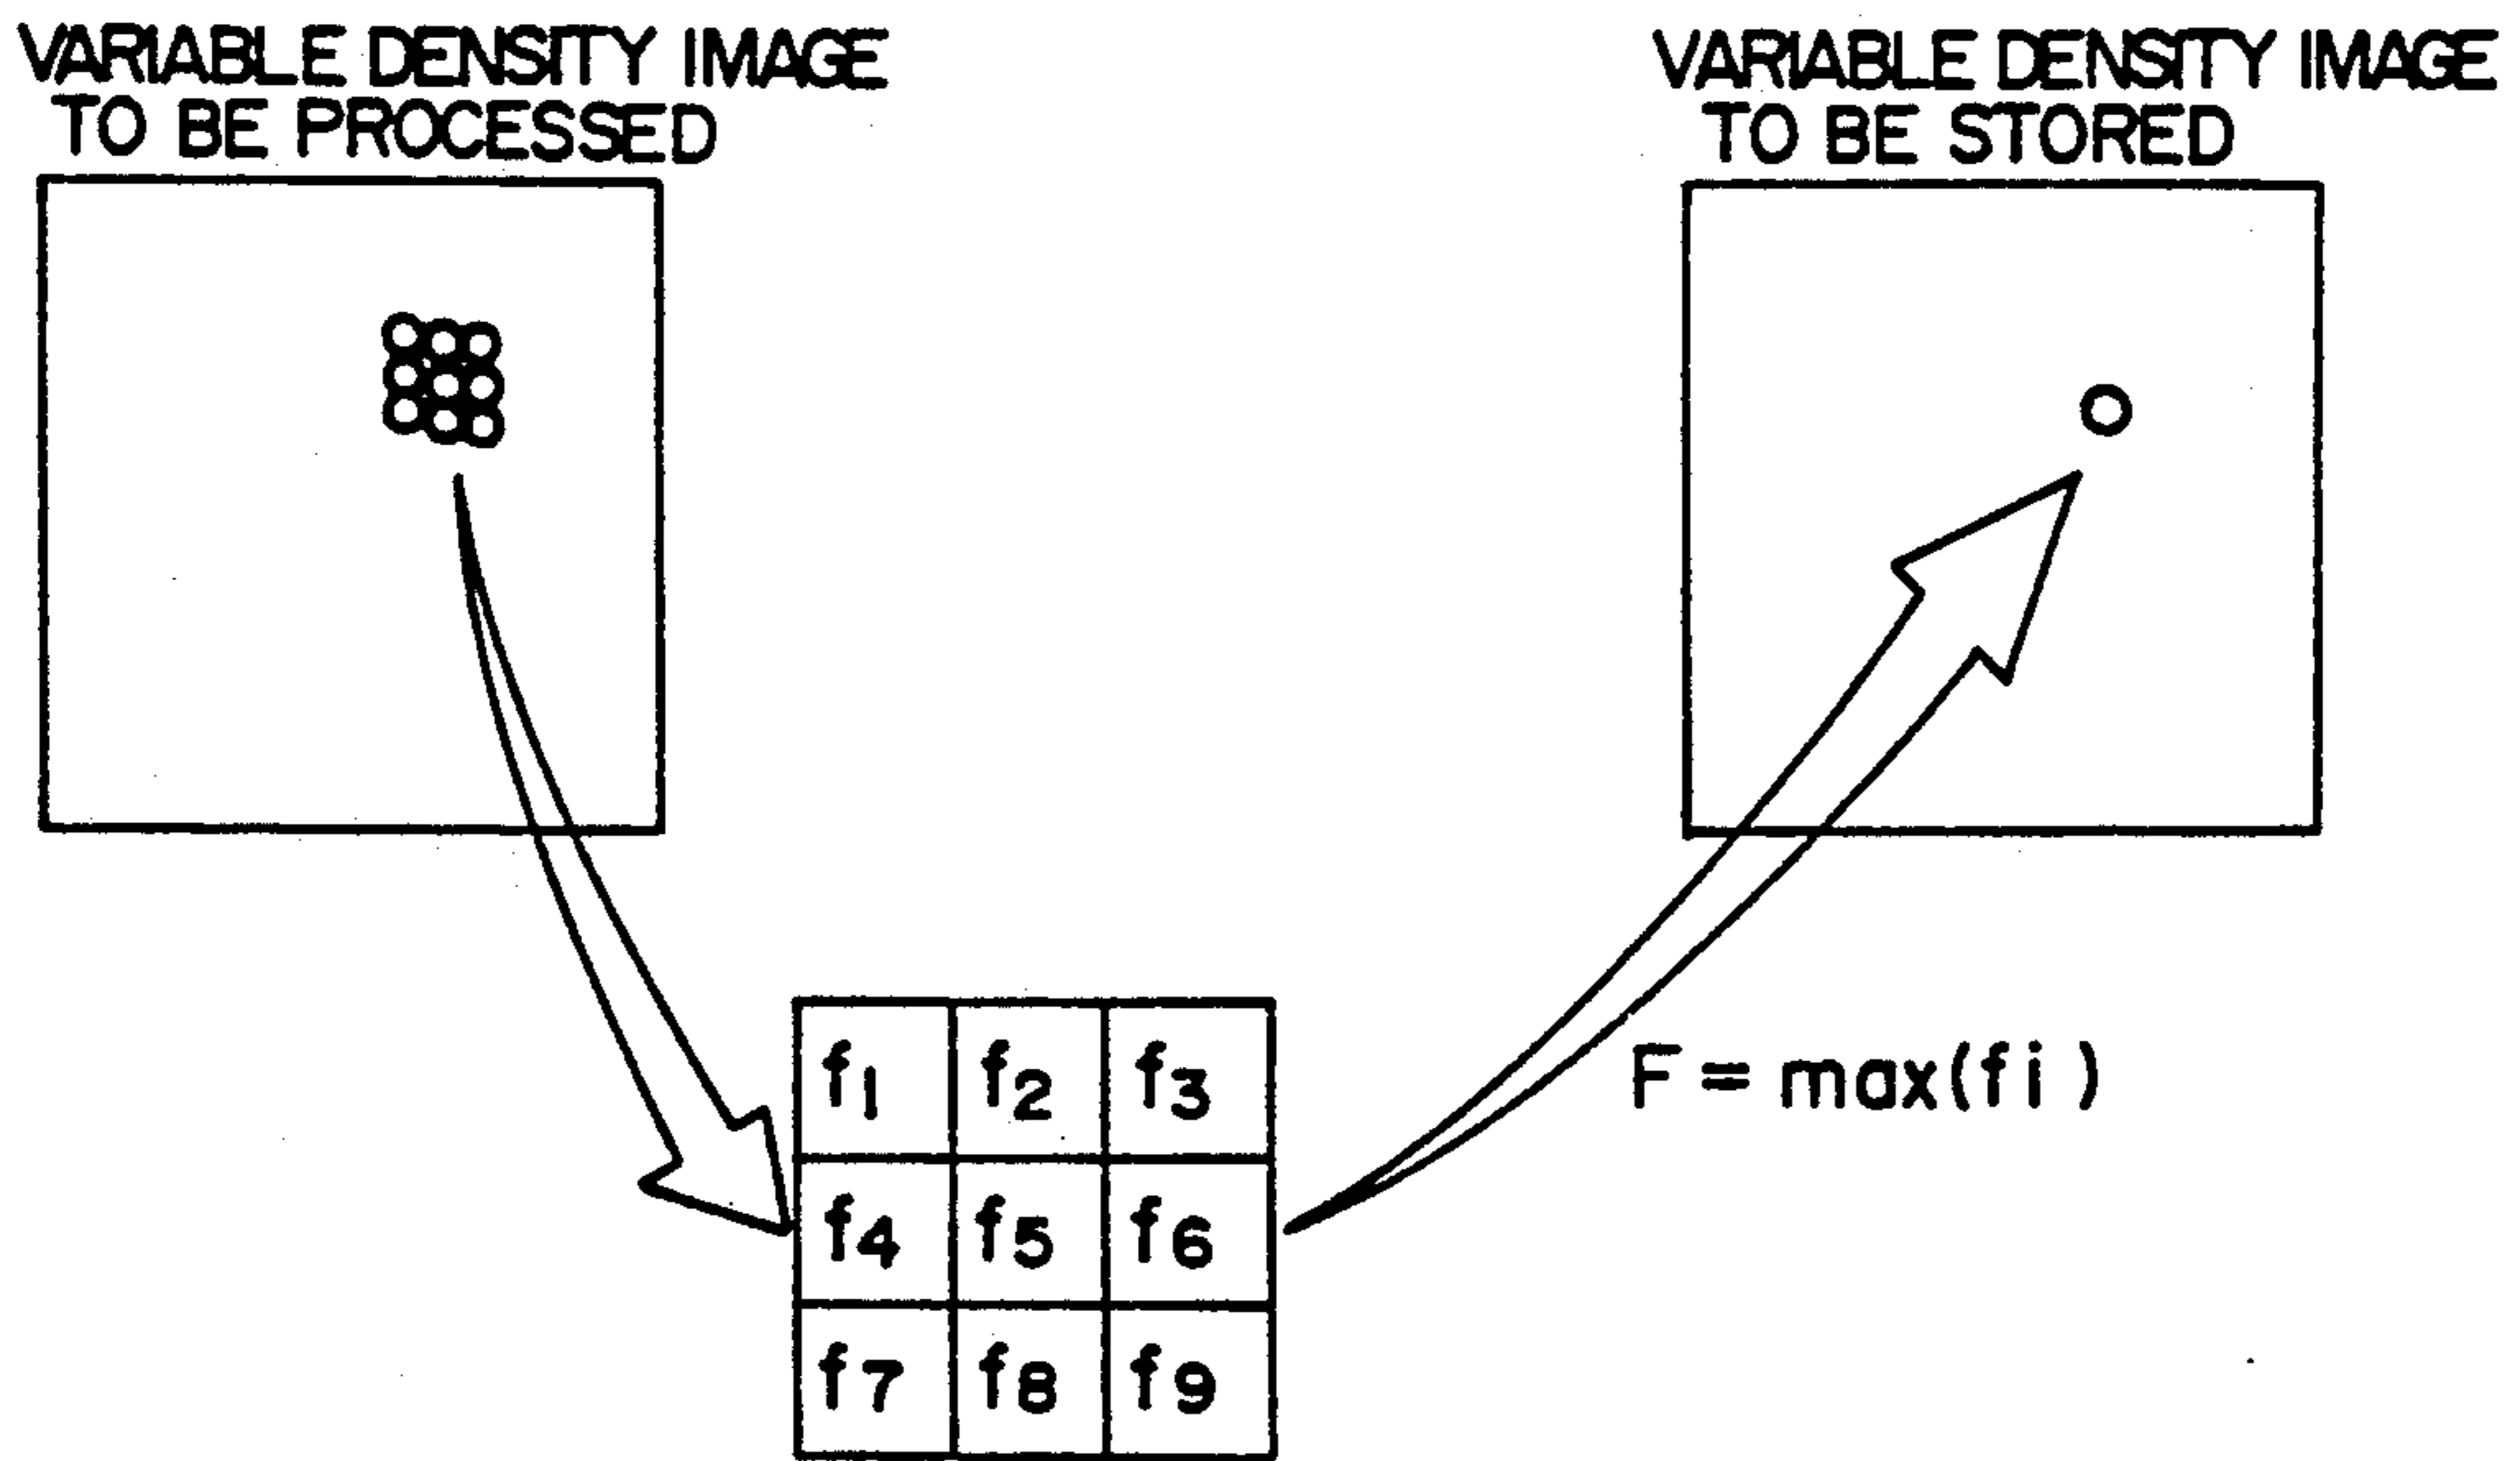 VARIABLE DENSITY IMAGE
TO BE PROCESSED
VARIABLE DENSITY IMAGE
TO BE STORED
f1 f2 f3
F = max(fi)
f4 f5 f6
f7 f8 f9